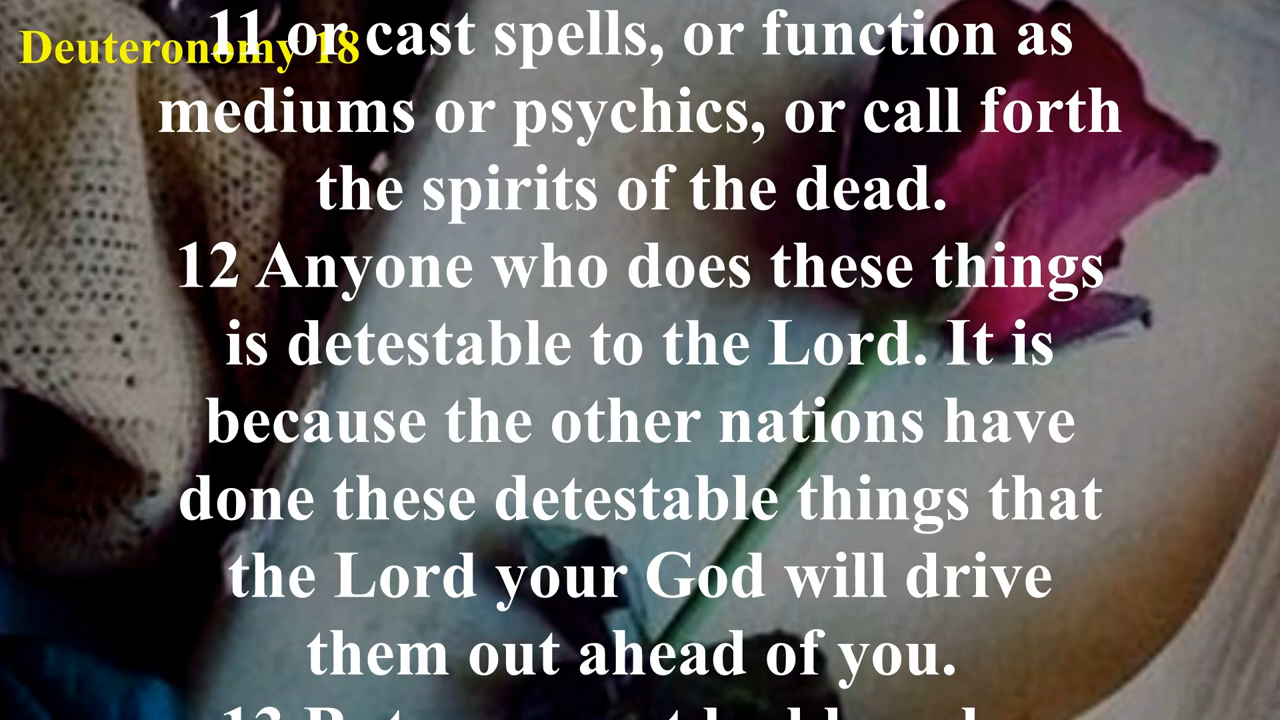 Deuteronomy 18
11 or cast spells, or function as
mediums or psychics, or call forth
the spirits of the dead.
12 Anyone who does these things
is detestable to the Lord. It is
because the other nations have
done these detestable things that
the Lord your God will drive
them out ahead of you.
13 But